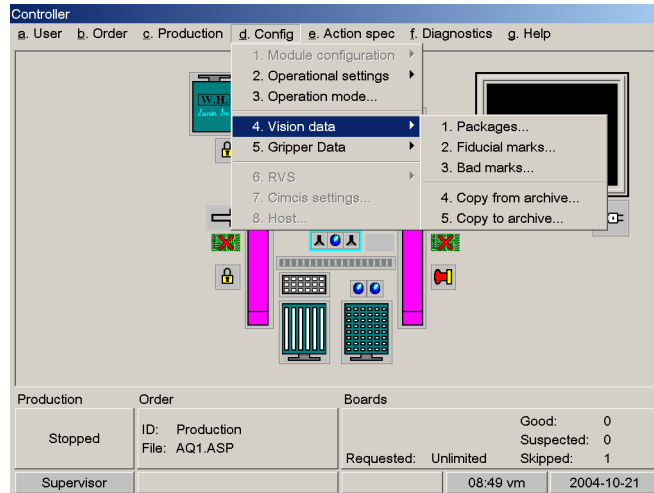 Controller
a. User b. Order c. Production d. Config e. Action spec f. Diagnostics g. Help
1. Module configuration
2. Operational settings
3. Operation mode...
W.H.
4. Vision data
1. Packages...
5. Gripper Data
2. Fiducial marks...
3. Bad marks...
6. RVS
7. Cimcis settings...
4. Copy from archive...
8. Host...
5. Copy to archive...
Production Order Boards
Stopped
ID: Production
File: AQ1.ASP
Good: 0
Suspected: 0
Requested: Unlimited Skipped: 1
Supervisor 08:49 vm 2004-10-21